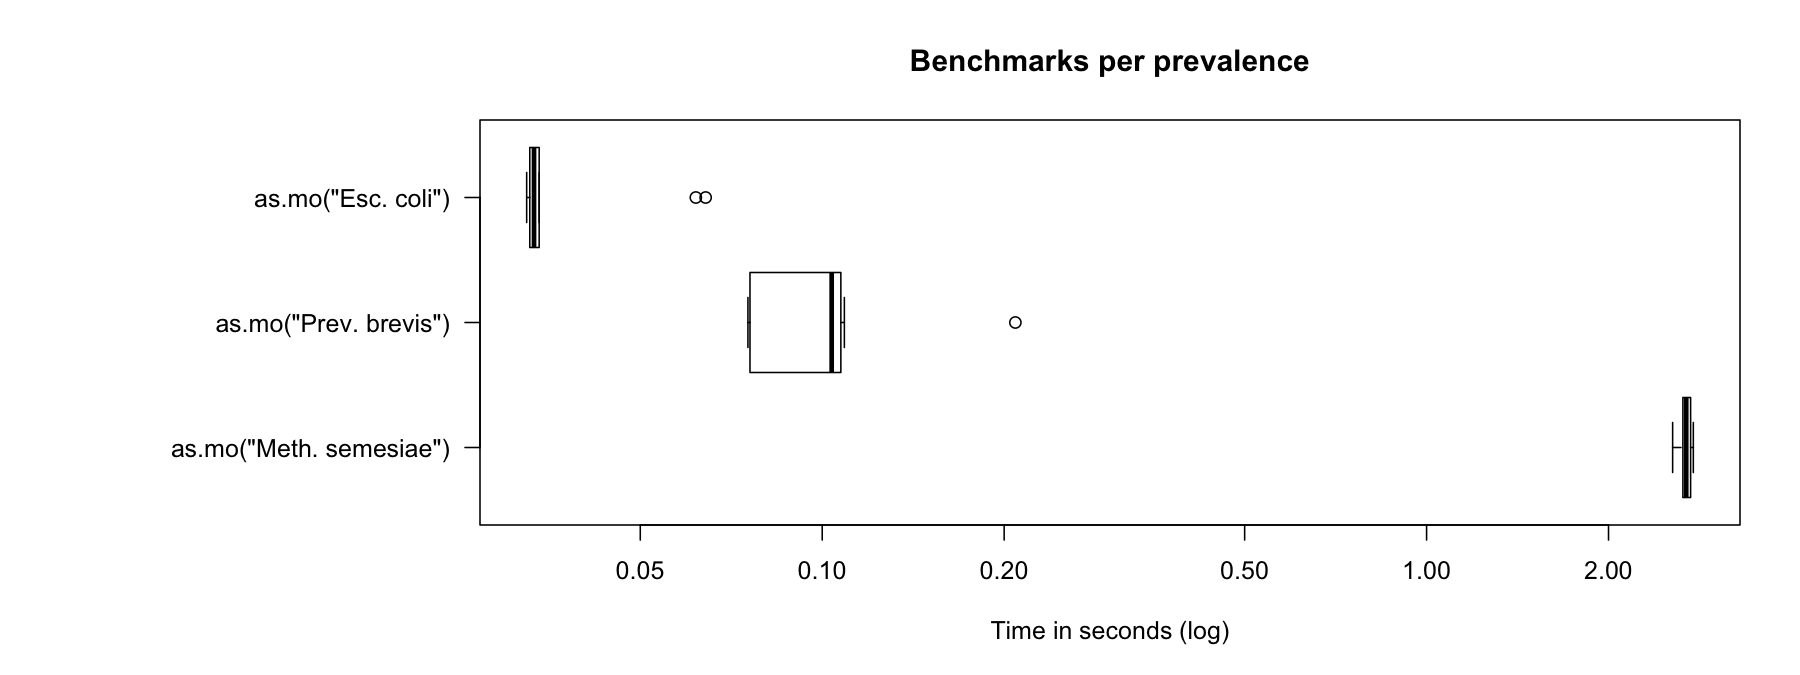 Benchmarks per prevalence
as.mo("Esc. coli")
as.mo("Prev. brevis")
as.mo("Meth. semesiae")
0.05 0.10 0.20 0.50 1.00 2.00
Time in seconds (log)